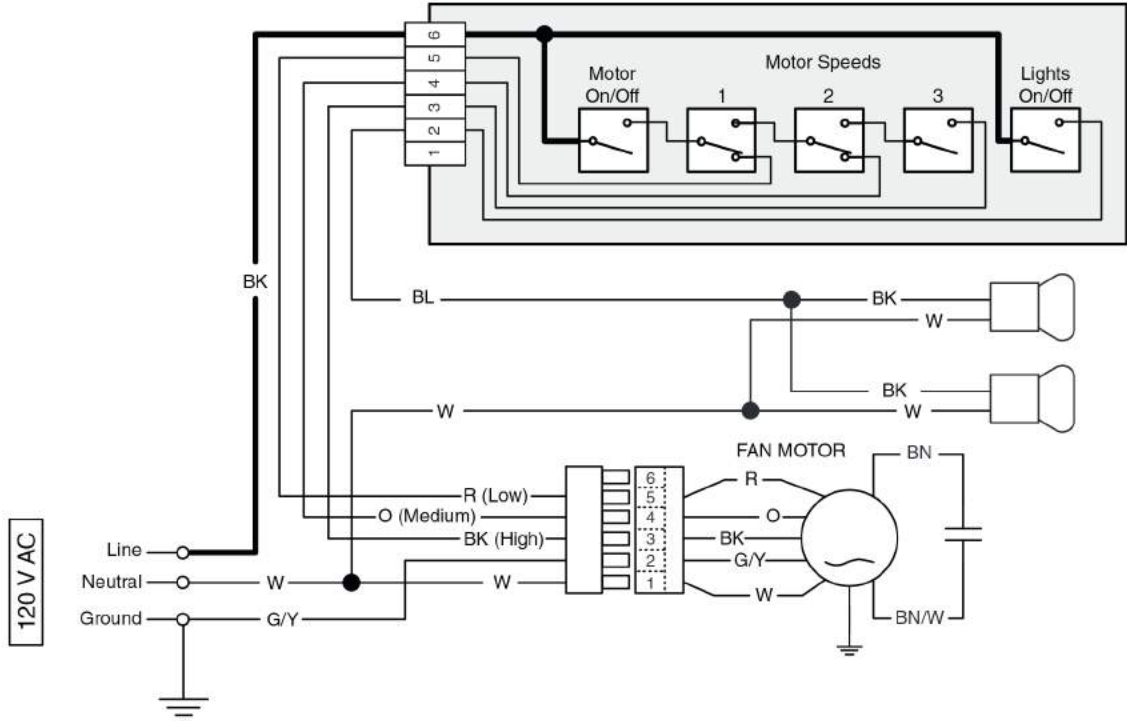 6
5
4
3
2
1
Motor
On/Off
Motor Speeds
1
2
3
Lights
On/Off
BK
BL
BK
W
BK
W
W
FAN MOTOR
BN
R (Low)
O (Medium)
BK (High)
W
6
5
4
3
2
1
R
O
BK
G/Y
W
BN/W
120 V AC
Line
Neutral
W
Ground
G/Y